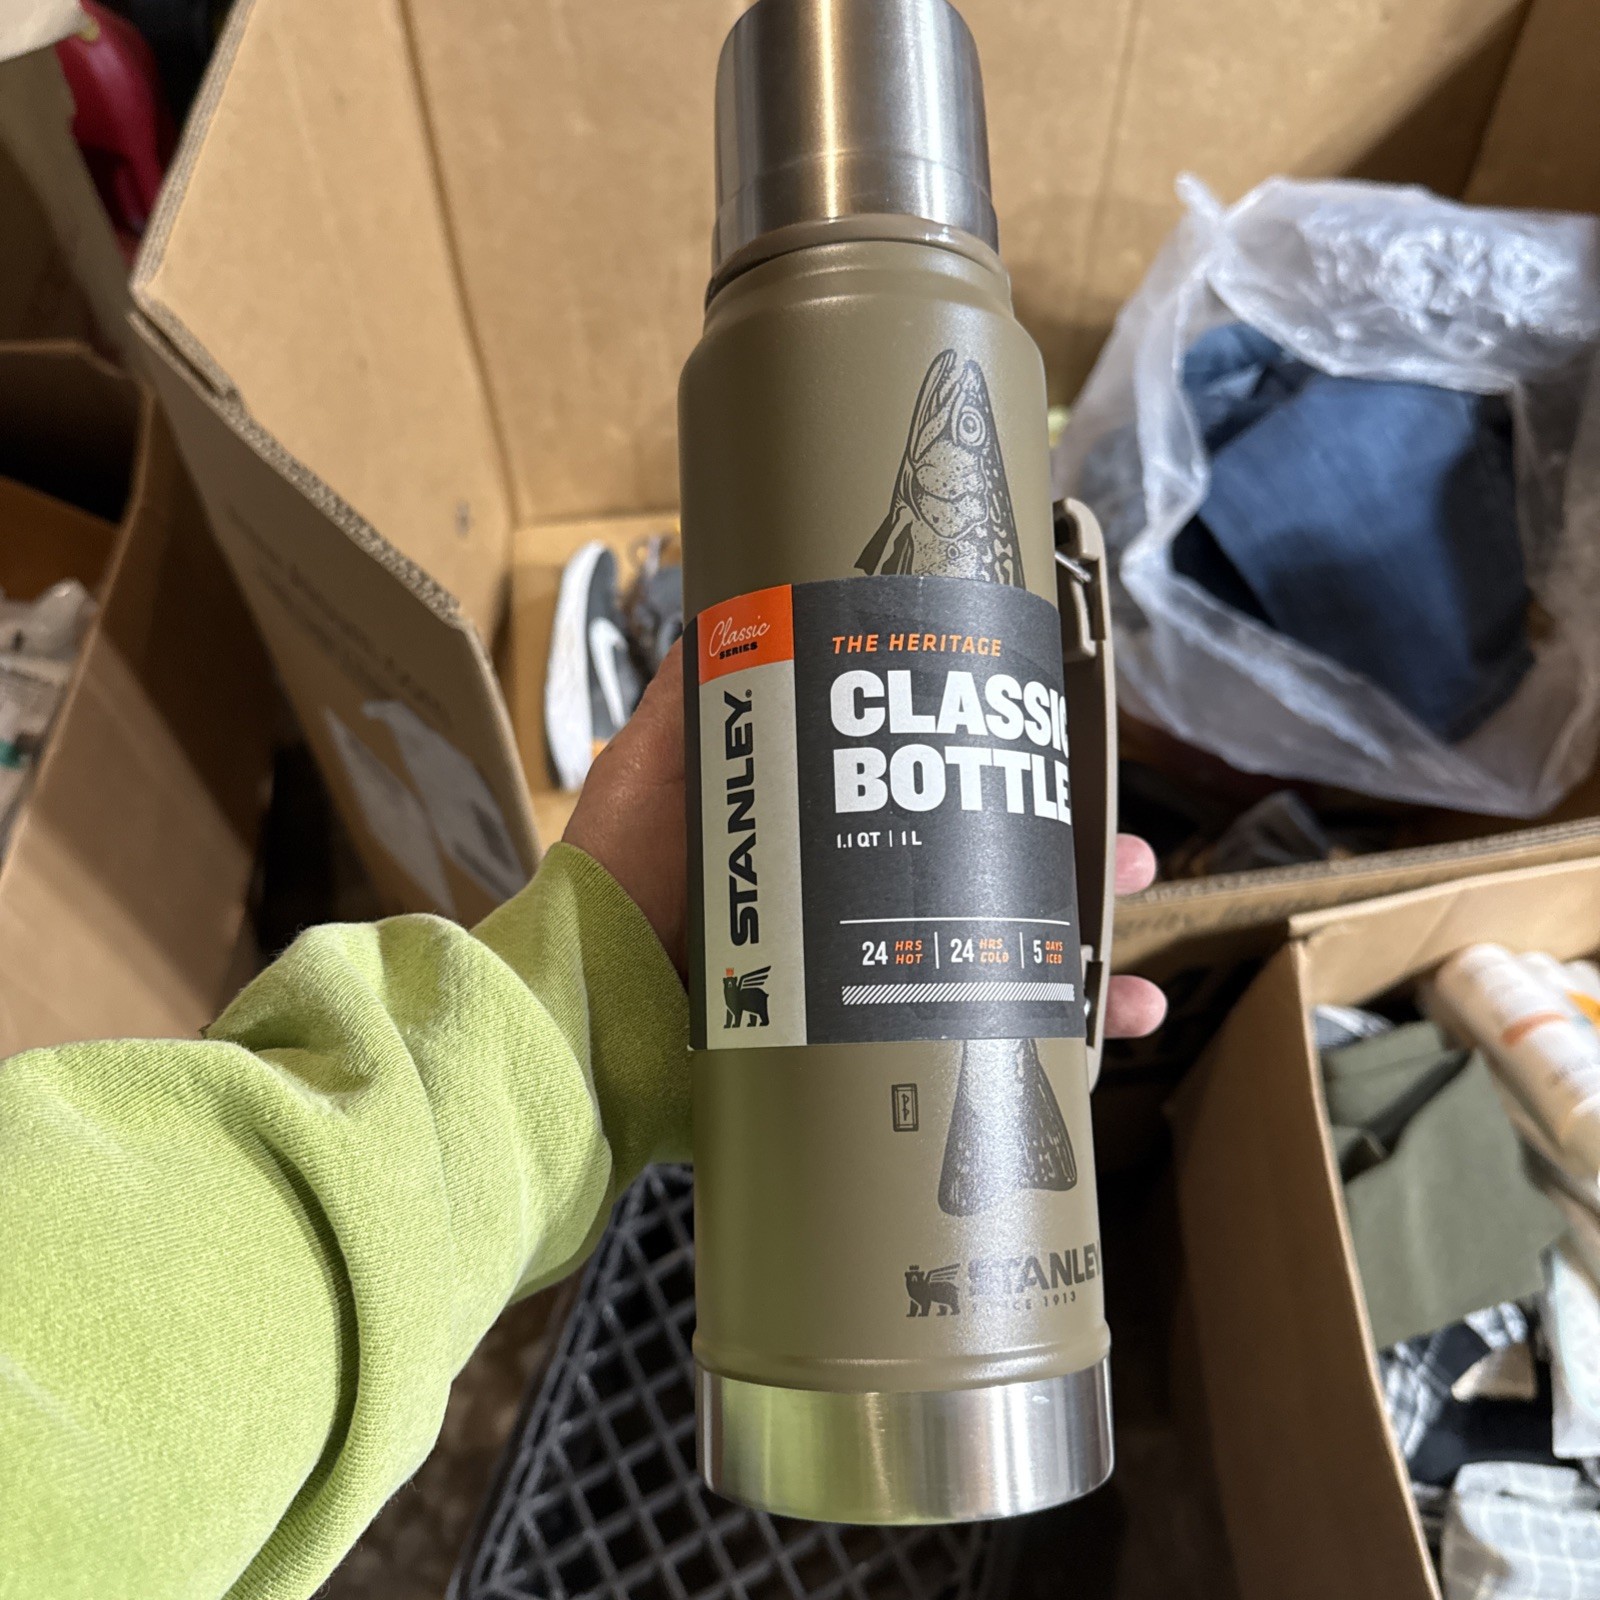 Classic
SERIES
STANLEY®
THE HERITAGE
CLASSIC
BOTTLE
1.1 QT | 1 L
24 HRS HOT | 24 HRS COLD | 5 DAYS ICED
STANLEY
SINCE 1913